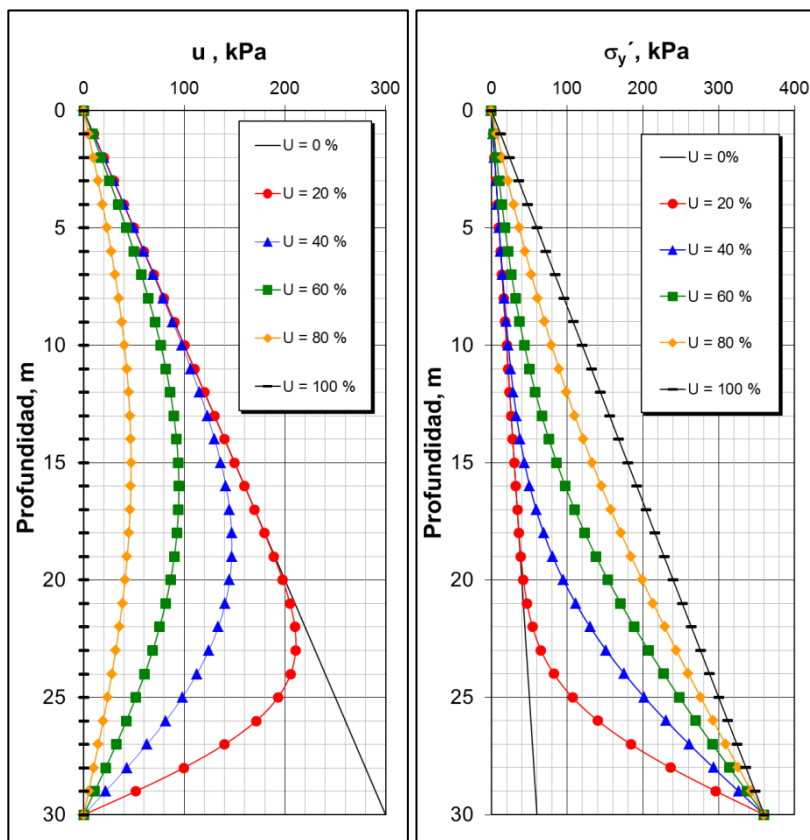 u , kPa
0
100
200
300
0
5
10
15
20
25
30
Profundidad, m
U = 0 %
U = 20 %
U = 40 %
U = 60 %
U = 80 %
U = 100 %
σy´, kPa
0
100
200
300
400
0
5
10
15
20
25
30
Profundidad, m
U = 0%
U = 20 %
U = 40 %
U = 60 %
U = 80 %
U = 100 %